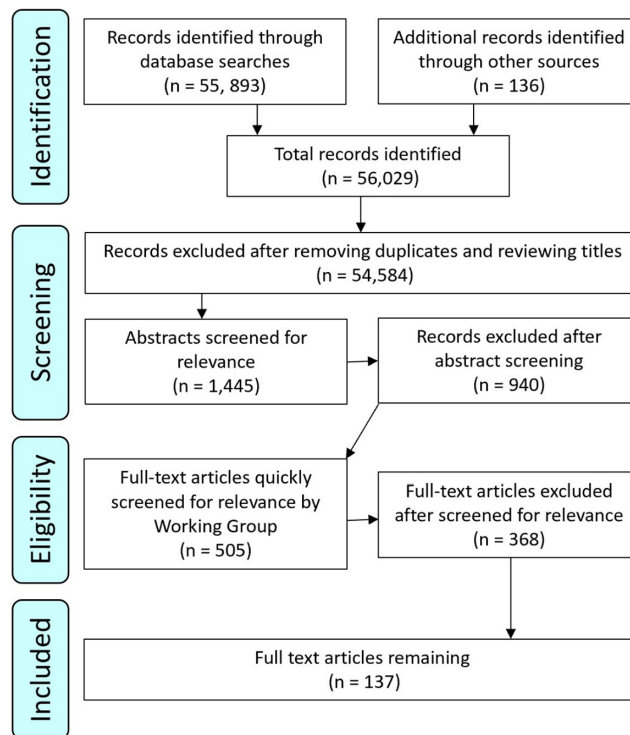 Identification
Records identified through
database searches
(n = 55, 893)
Additional records identified
through other sources
(n = 136)
Total records identified
(n = 56,029)
Screening
Records excluded after removing duplicates and reviewing titles
(n = 54,584)
Abstracts screened for
relevance
(n = 1,445)
Records excluded after
abstract screening
(n = 940)
Eligibility
Full-text articles quickly
screened for relevance by
Working Group
(n = 505)
Full-text articles excluded
after screened for relevance
(n = 368)
Included
Full text articles remaining
(n = 137)